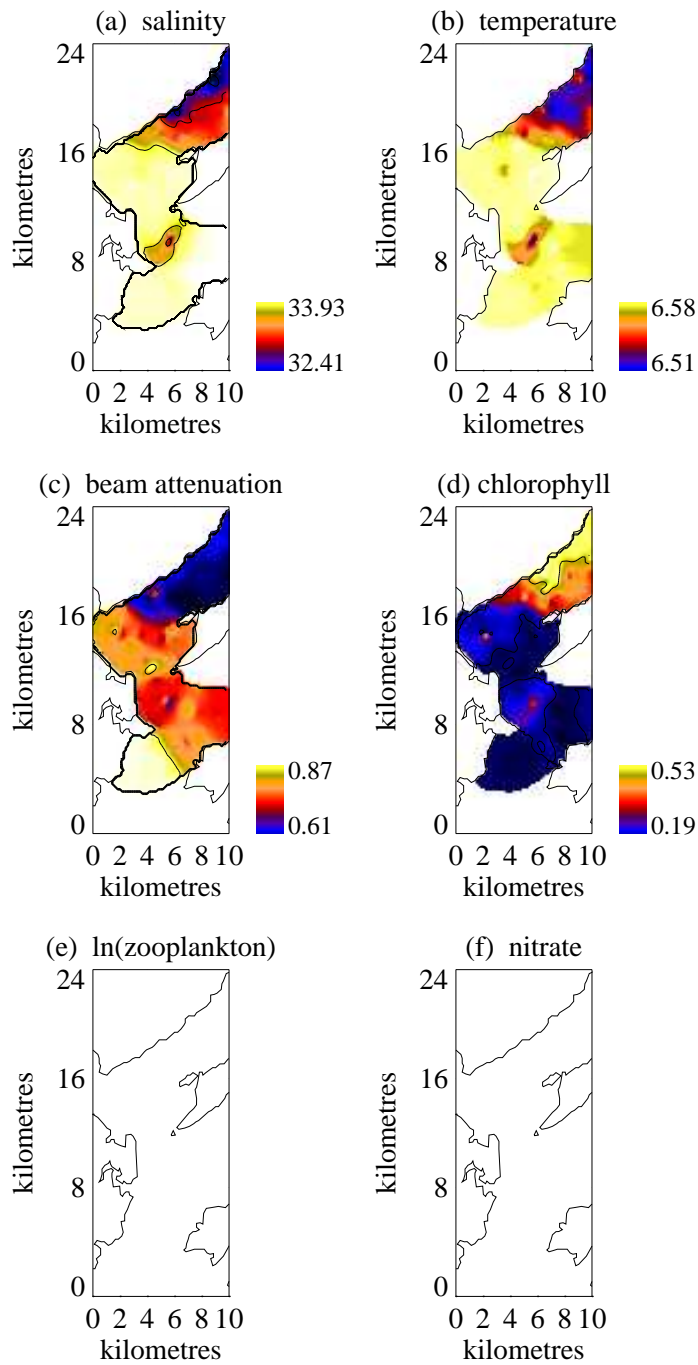 (a) salinity
(b) temperature
24
16
8
0
kilometres
0 2 4 6 8 10
kilometres
33.93
32.41
24
16
8
0
kilometres
0 2 4 6 8 10
kilometres
6.58
6.51
(c) beam attenuation
(d) chlorophyll
24
16
8
0
kilometres
0 2 4 6 8 10
kilometres
0.87
0.61
24
16
8
0
kilometres
0 2 4 6 8 10
kilometres
0.53
0.19
(e) ln(zooplankton)
(f) nitrate
24
16
8
0
kilometres
0 2 4 6 8 10
kilometres
24
16
8
0
kilometres
0 2 4 6 8 10
kilometres